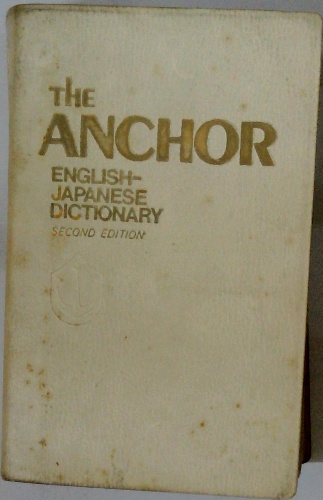 THE
ANCHOR
ENGLISH-
JAPANESE
DICTIONARY
SECOND EDITION